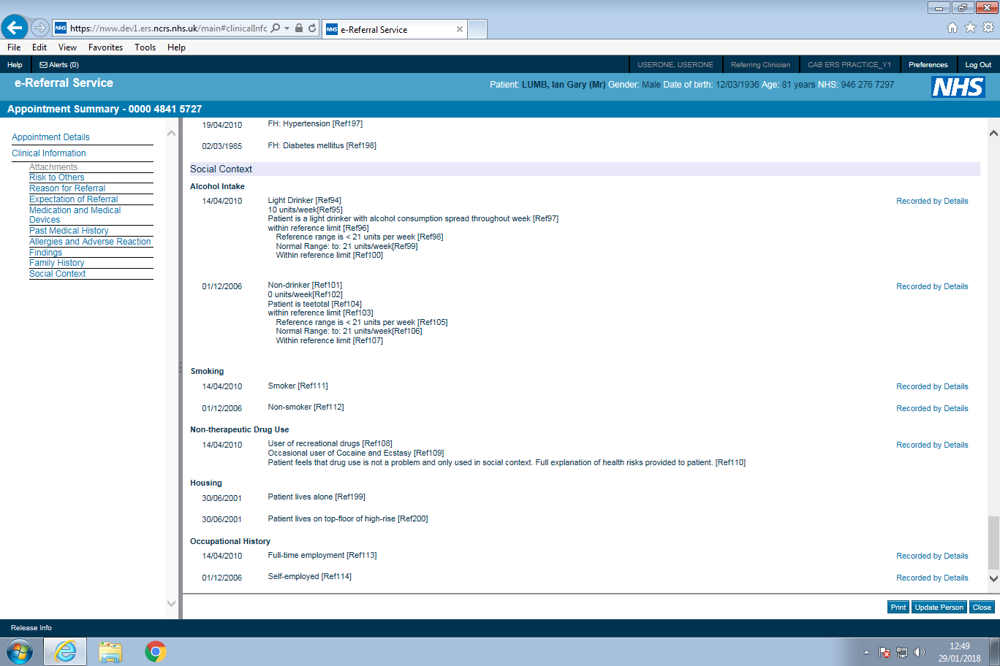 NHS https://nww.dev1.ers.ncrs.nhs.uk/main#clinicalInfc
NHS e-Referral Service
File Edit View Favorites Tools Help
Help Alerts (0) USERONE, USERONE Referring Clinician CAB ERS PRACTICE_Y1 Preferences Log Out
e-Referral Service
Patient: LUMB, Ian Gary (Mr) Gender: Male Date of birth: 12/03/1936 Age: 81 years NHS: 946 276 7297
NHS
Appointment Summary - 0000 4841 5727
Appointment Details
Clinical Information
Attachments
Risk to Others
Reason for Referral
Expectation of Referral
Medication and Medical
Devices
Past Medical History
Allergies and Adverse Reaction
Findings
Family History
Social Context
19/04/2010 FH: Hypertension [Ref197]
02/03/1985 FH: Diabetes mellitus [Ref198]
Social Context
Alcohol Intake
14/04/2010 Light Drinker [Ref94] Recorded by Details
10 units/week[Ref95]
Patient is a light drinker with alcohol consumption spread throughout week [Ref97]
within reference limit [Ref96]
Reference range is < 21 units per week [Ref98]
Normal Range: to: 21 units/week[Ref99]
Within reference limit [Ref100]
01/12/2006 Non-drinker [Ref101] Recorded by Details
0 units/week[Ref102]
Patient is teetotal [Ref104]
within reference limit [Ref103]
Reference range is < 21 units per week [Ref105]
Normal Range: to: 21 units/week[Ref106]
Within reference limit [Ref107]
Smoking
14/04/2010 Smoker [Ref111] Recorded by Details
01/12/2006 Non-smoker [Ref112] Recorded by Details
Non-therapeutic Drug Use
14/04/2010 User of recreational drugs [Ref108] Recorded by Details
Occasional user of Cocaine and Ecstasy [Ref109]
Patient feels that drug use is not a problem and only used in social context. Full explanation of health risks provided to patient. [Ref110]
Housing
30/06/2001 Patient lives alone [Ref199]
30/06/2001 Patient lives on top-floor of high-rise [Ref200]
Occupational History
14/04/2010 Full-time employment [Ref113] Recorded by Details
01/12/2006 Self-employed [Ref114] Recorded by Details
Print Update Person Close
Release Info
12:49
29/01/2018